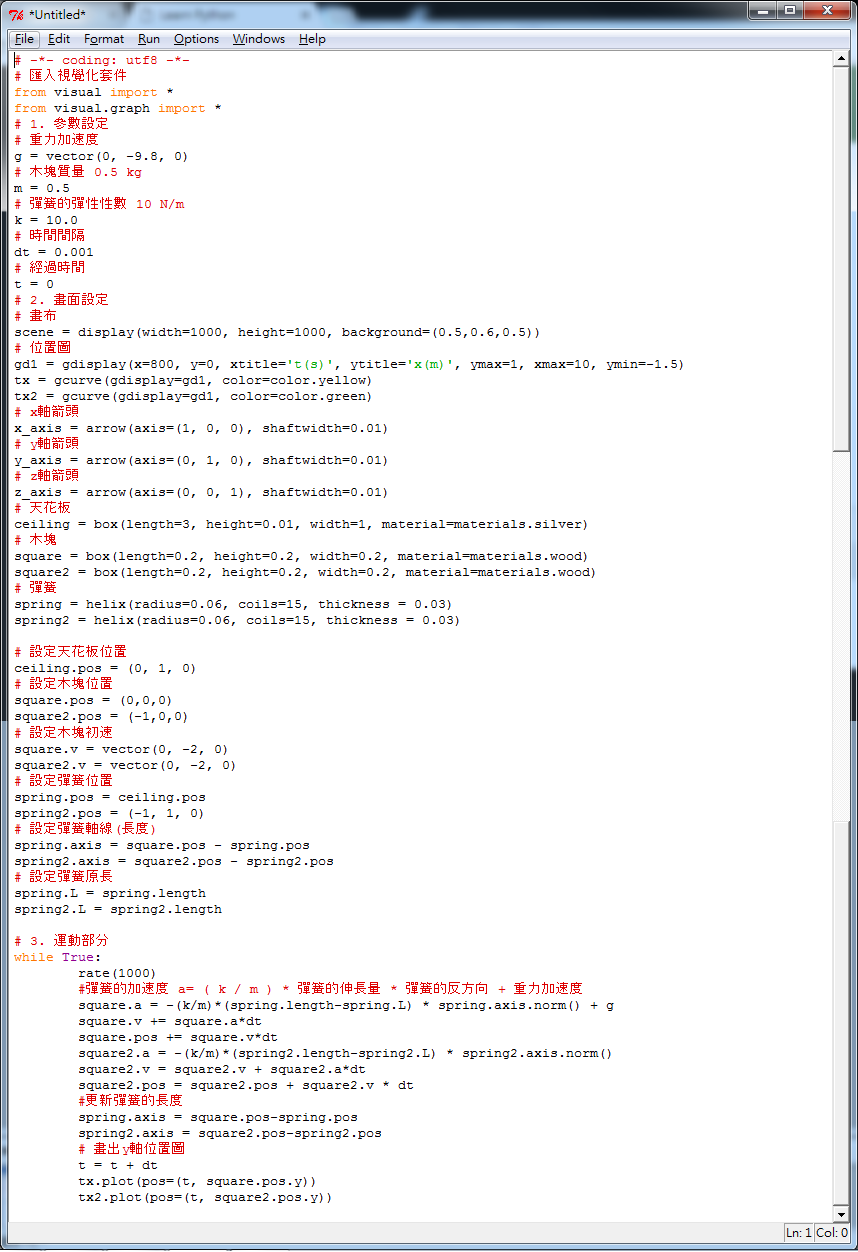 *Untitled*
File Edit Format Run Options Windows Help
# -*- coding: utf8 -*-
# 匯入視覺化套件
from visual import *
from visual.graph import *
# 1. 參數設定
# 重力加速度
g = vector(0, -9.8, 0)
# 木塊質量 0.5 kg
m = 0.5
# 彈簧的彈性性數 10 N/m
k = 10.0
# 時間間隔
dt = 0.001
# 經過時間
t = 0
# 2. 畫面設定
# 畫布
scene = display(width=1000, height=1000, background=(0.5,0.6,0.5))
# 位置圖
gd1 = gdisplay(x=800, y=0, xtitle='t(s)', ytitle='x(m)', ymax=1, xmax=10, ymin=-1.5)
tx = gcurve(gdisplay=gd1, color=color.yellow)
tx2 = gcurve(gdisplay=gd1, color=color.green)
# x軸箭頭
x_axis = arrow(axis=(1, 0, 0), shaftwidth=0.01)
# y軸箭頭
y_axis = arrow(axis=(0, 1, 0), shaftwidth=0.01)
# z軸箭頭
z_axis = arrow(axis=(0, 0, 1), shaftwidth=0.01)
# 天花板
ceiling = box(length=3, height=0.01, width=1, material=materials.silver)
# 木塊
square = box(length=0.2, height=0.2, width=0.2, material=materials.wood)
square2 = box(length=0.2, height=0.2, width=0.2, material=materials.wood)
# 彈簧
spring = helix(radius=0.06, coils=15, thickness = 0.03)
spring2 = helix(radius=0.06, coils=15, thickness = 0.03)
# 設定天花板位置
ceiling.pos = (0, 1, 0)
# 設定木塊位置
square.pos = (0,0,0)
square2.pos = (-1,0,0)
# 設定木塊初速
square.v = vector(0, -2, 0)
square2.v = vector(0, -2, 0)
# 設定彈簧位置
spring.pos = ceiling.pos
spring2.pos = (-1, 1, 0)
# 設定彈簧軸線(長度)
spring.axis = square.pos - spring.pos
spring2.axis = square2.pos - spring2.pos
# 設定彈簧原長
spring.L = spring.length
spring2.L = spring2.length
# 3. 運動部分
while True:
rate(1000)
#彈簧的加速度 a= ( k / m ) * 彈簧的伸長量 * 彈簧的反方向 + 重力加速度
square.a = -(k/m)*(spring.length-spring.L) * spring.axis.norm() + g
square.v += square.a*dt
square.pos += square.v*dt
square2.a = -(k/m)*(spring2.length-spring2.L) * spring2.axis.norm()
square2.v = square2.v + square2.a*dt
square2.pos = square2.pos + square2.v * dt
#更新彈簧的長度
spring.axis = square.pos-spring.pos
spring2.axis = square2.pos-spring2.pos
# 畫出y軸位置圖
t = t + dt
tx.plot(pos=(t, square.pos.y))
tx2.plot(pos=(t, square2.pos.y))
Ln: 1 Col: 0